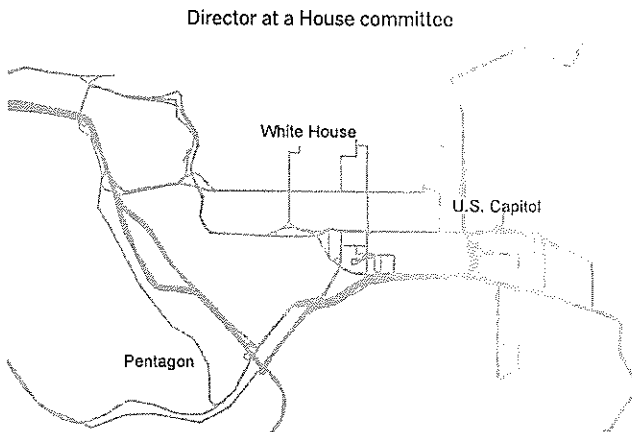 Director at a House committee
White House
U.S. Capitol
Pentagon